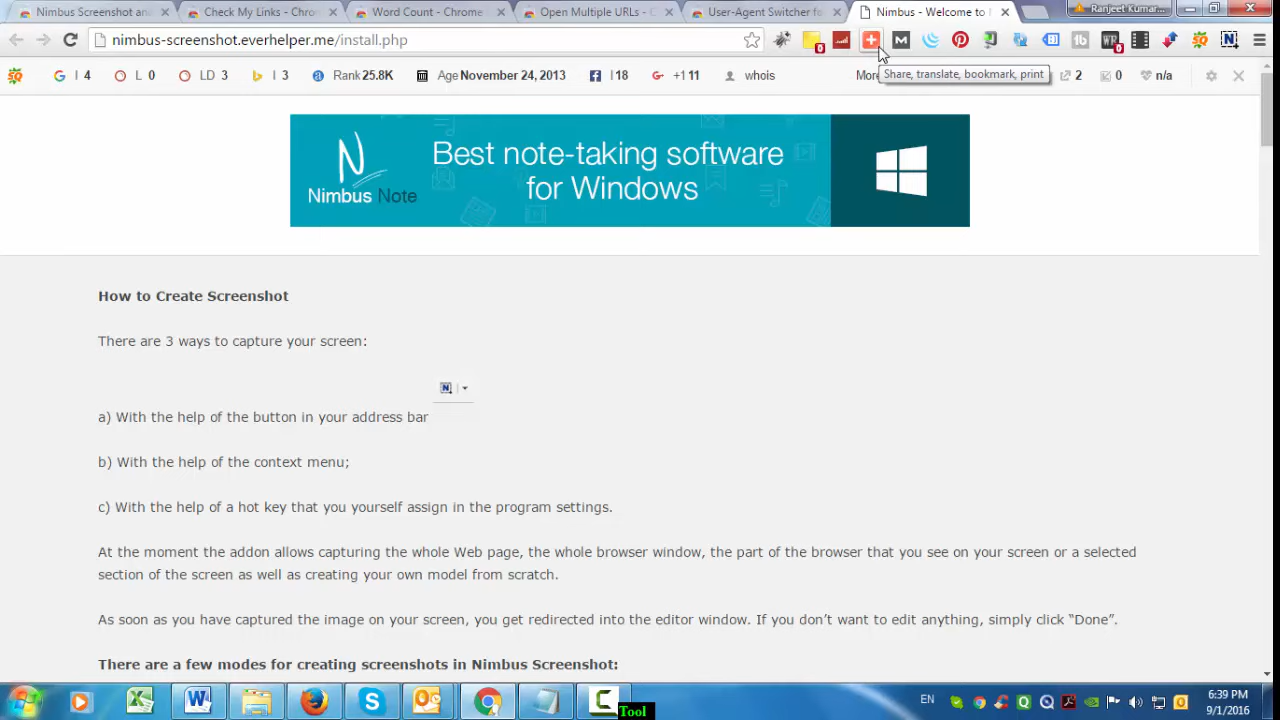 Nimbus Screenshot an
Check My Links - Chro
Word Count - Chrome
Open Multiple URLs - C
User-Agent Switcher for
Nimbus - Welcome to
Ranjeet Kumar...
nimbus-screenshot.everhelper.me/install.php
G l 4
L 0
LD 3
l 3
Rank 25.8K
Age November 24, 2013
l 18
+1 11
whois
More
2
0
n/a
Share, translate, bookmark, print
N
Nimbus Note
Best note-taking software
for Windows
How to Create Screenshot
There are 3 ways to capture your screen:
a) With the help of the button in your address bar
b) With the help of the context menu;
c) With the help of a hot key that you yourself assign in the program settings.
At the moment the addon allows capturing the whole Web page, the whole browser window, the part of the browser that you see on your screen or a selected
section of the screen as well as creating your own model from scratch.
As soon as you have captured the image on your screen, you get redirected into the editor window. If you don't want to edit anything, simply click “Done”.
There are a few modes for creating screenshots in Nimbus Screenshot:
Tool
EN
6:39 PM
9/1/2016